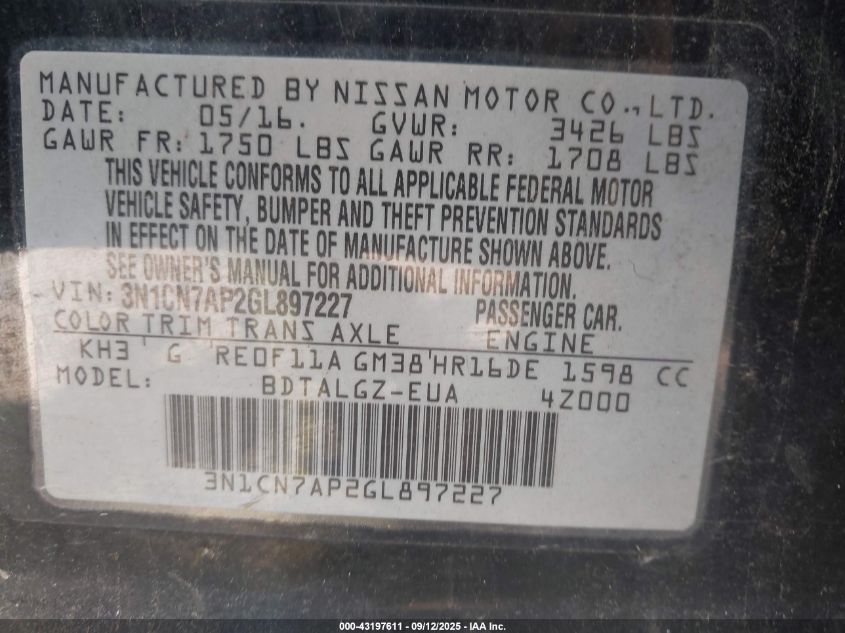 MANUFACTURED BY NISSAN MOTOR CO., LTD.
DATE: 05/16. GVWR: 3426 LBS
GAWR FR: 1750 LBS GAWR RR: 1708 LBS
THIS VEHICLE CONFORMS TO ALL APPLICABLE FEDERAL MOTOR
VEHICLE SAFETY, BUMPER AND THEFT PREVENTION STANDARDS
IN EFFECT ON THE DATE OF MANUFACTURE SHOWN ABOVE.
SEE OWNER'S MANUAL FOR ADDITIONAL INFORMATION.
VIN: 3N1CN7AP2GL897227 PASSENGER CAR.
COLOR TRIM TRANS AXLE ENGINE
KH3 ' G 'RE0F11A GM38'HR16DE 1598 CC
MODEL: BDTALGZ-EUA 4Z000
3N1CN7AP2GL897227
000-43197611 - 09/12/2025 - IAA Inc.